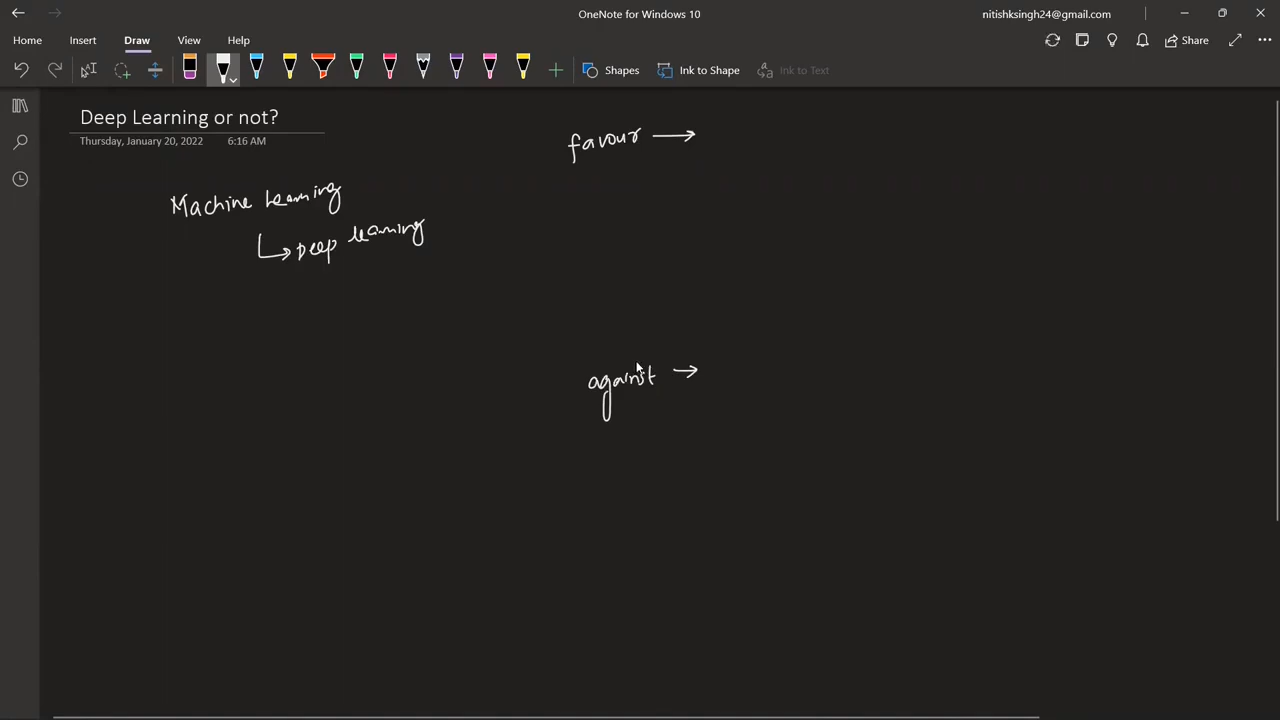 OneNote for Windows 10
nitishksingh24@gmail.com
Home Insert Draw View Help
Share
Shapes Ink to Shape Ink to Text
Deep Learning or not?
Thursday, January 20, 2022 6:16 AM
favour →
Machine Learning
↳ Deep learning
against →